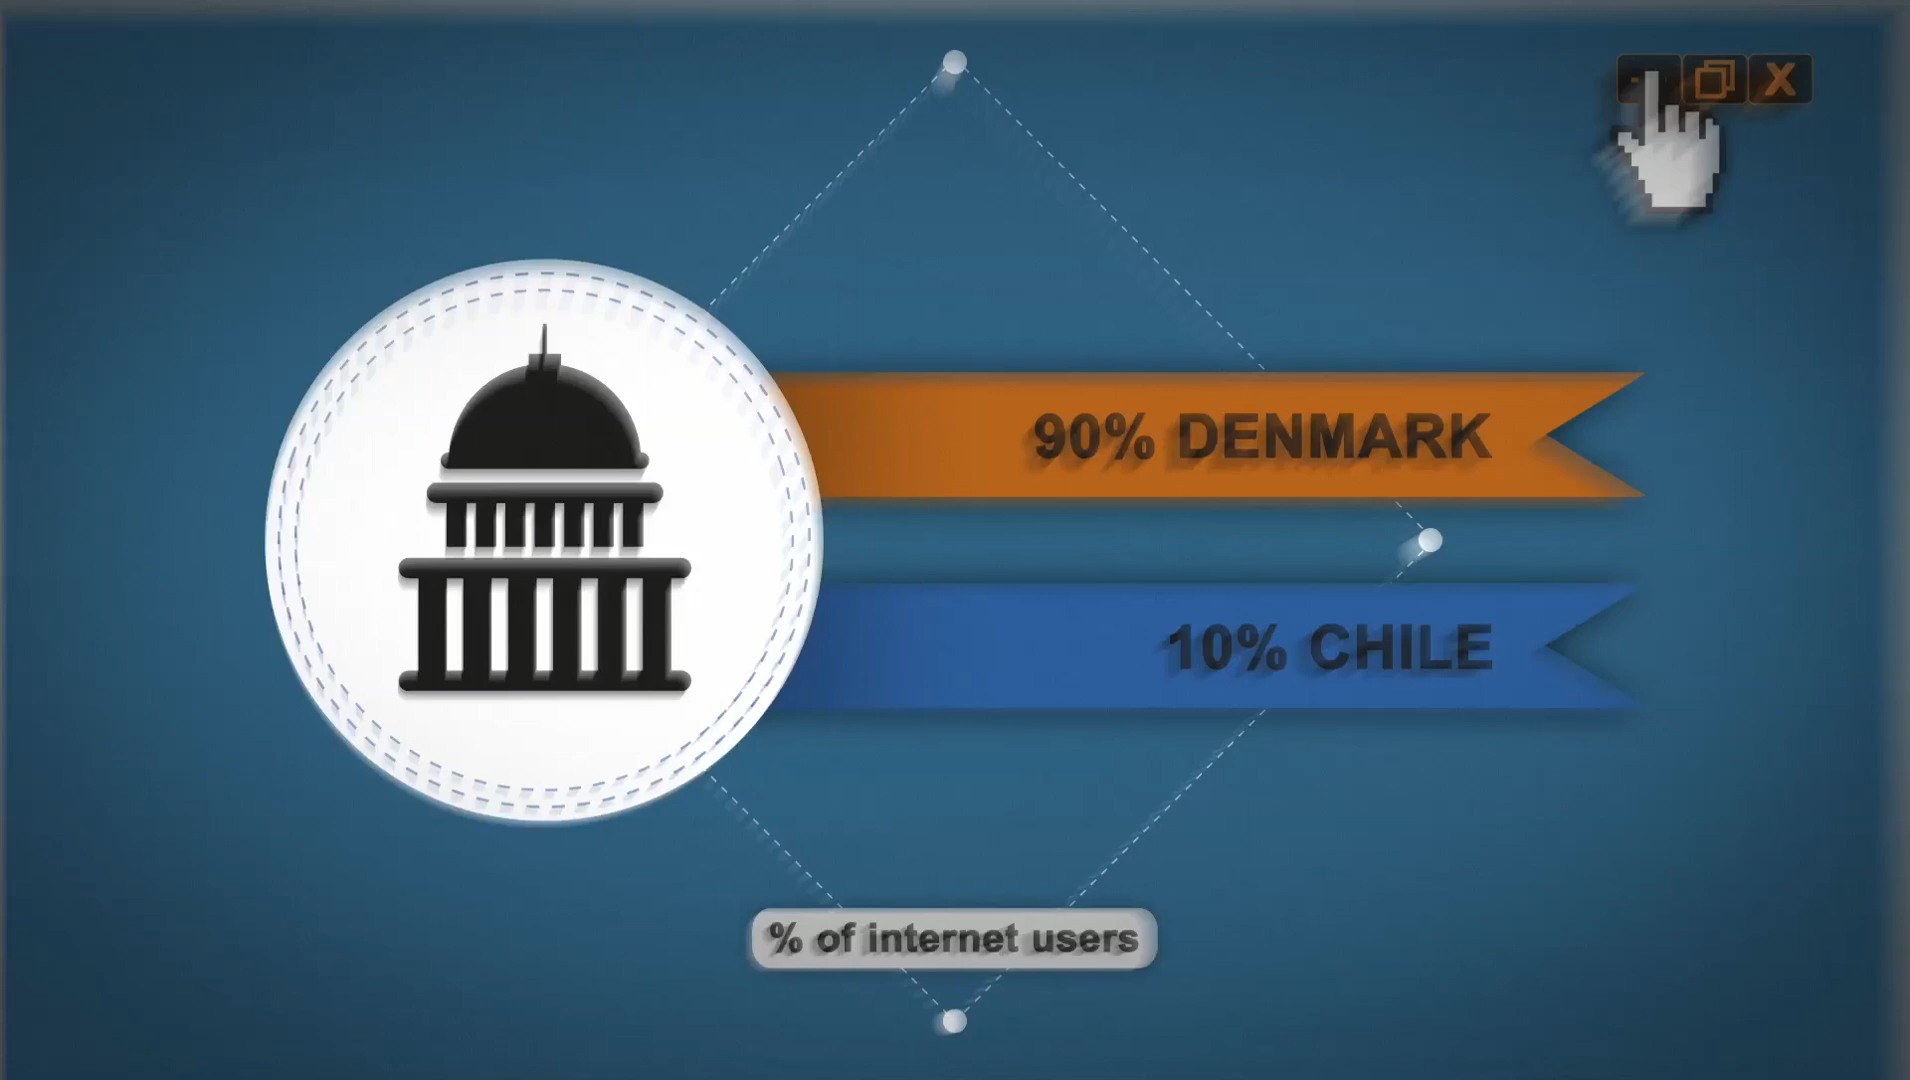 90% DENMARK
10% CHILE
% of internet users